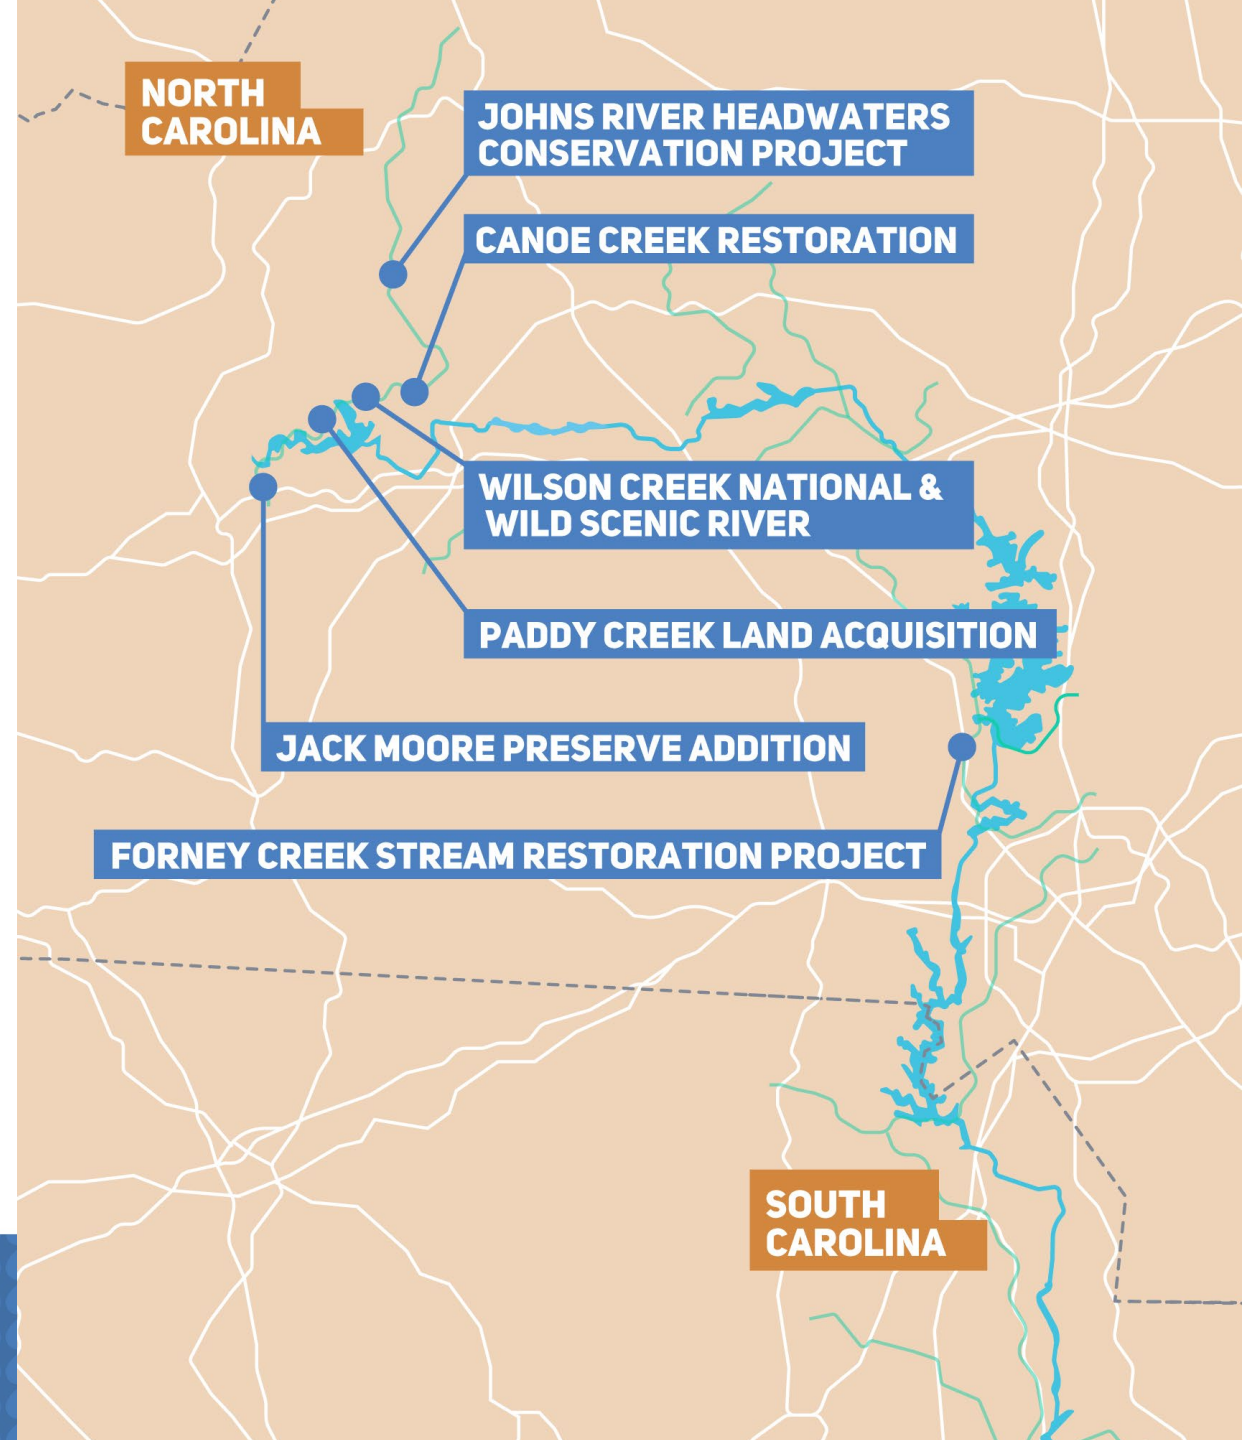 NORTH
CAROLINA
JOHNS RIVER HEADWATERS
CONSERVATION PROJECT
CANOE CREEK RESTORATION
WILSON CREEK NATIONAL &
WILD SCENIC RIVER
PADDY CREEK LAND ACQUISITION
JACK MOORE PRESERVE ADDITION
FORNEY CREEK STREAM RESTORATION PROJECT
SOUTH
CAROLINA